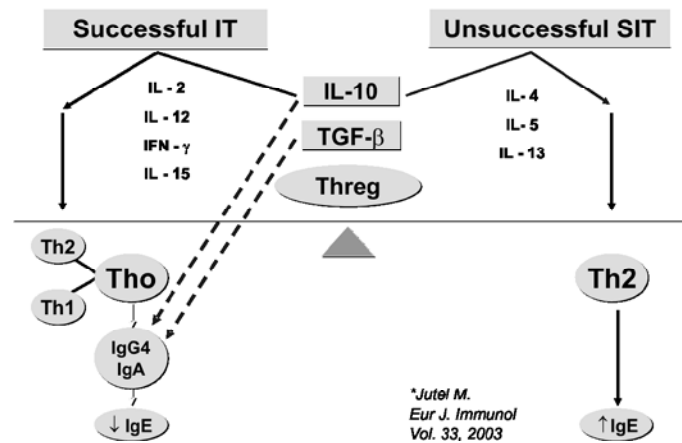 Successful IT
Unsuccessful SIT
IL - 2
IL - 12
IFN - γ
IL - 15
IL-10
TGF-β
Threg
IL- 4
IL - 5
IL - 13
Th2
Th1
Tho
IgG4
IgA
↓ IgE
Th2
↑IgE
*Jutel M.
Eur J. Immunol
Vol. 33, 2003